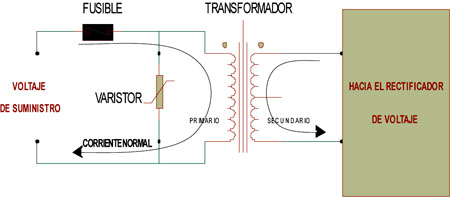 FUSIBLE
TRANSFORMADOR
VOLTAJE
DE SUMINISTRO
VARISTOR
PRIMARIO
SECUNDARIO
CORRIENTE NORMAL
HACIA EL RECTIFICADOR
DE VOLTAJE